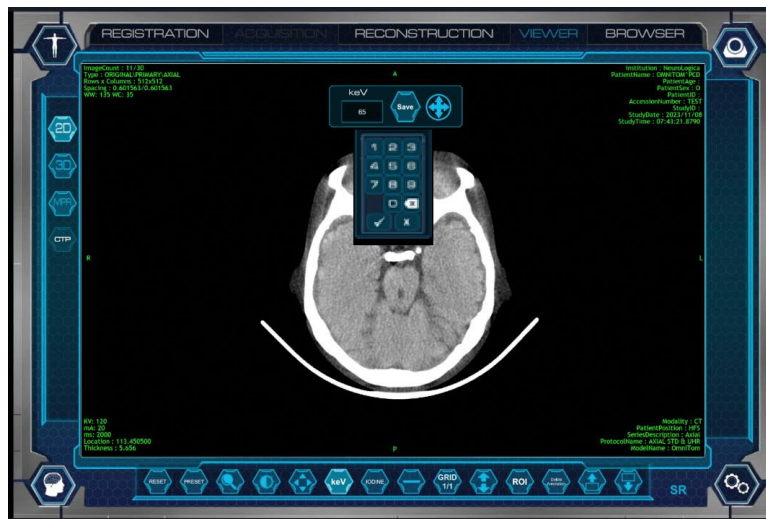 REGISTRATION
ACQUISITION
RECONSTRUCTION
VIEWER
BROWSER
ImageCount : 11/20
Type : ORIGINAL\PRIMARY\AXIAL
Rows x Columns : 512x512
Spacing : 0.601563/0.601563
WW: 135 WC: 35
A
Institution : NeuroLogica
PatientName : OMNITOM^PCD
PatientAge :
PatientSex : O
PatientID :
AccessionNumber : TEST
StudyID :
StudyDate : 2023/11/08
StudyTime : 07:43:21.8790
keV
65
Save
1 2 3
4 5 6
7 8 9
0
2D
3D
MPR
CTP
R
L
KV: 120
mA: 20
ms: 2000
Location : 113.450500
Thickness : 5.656
P
Modality : CT
PatientPosition : HFS
SeriesDescription : Axial
ProtocolName : AXIAL STD & UHR
ModelName : OmniTom
RESET
PRESET
keV
IODINE
GRID
1/1
ROI
SR